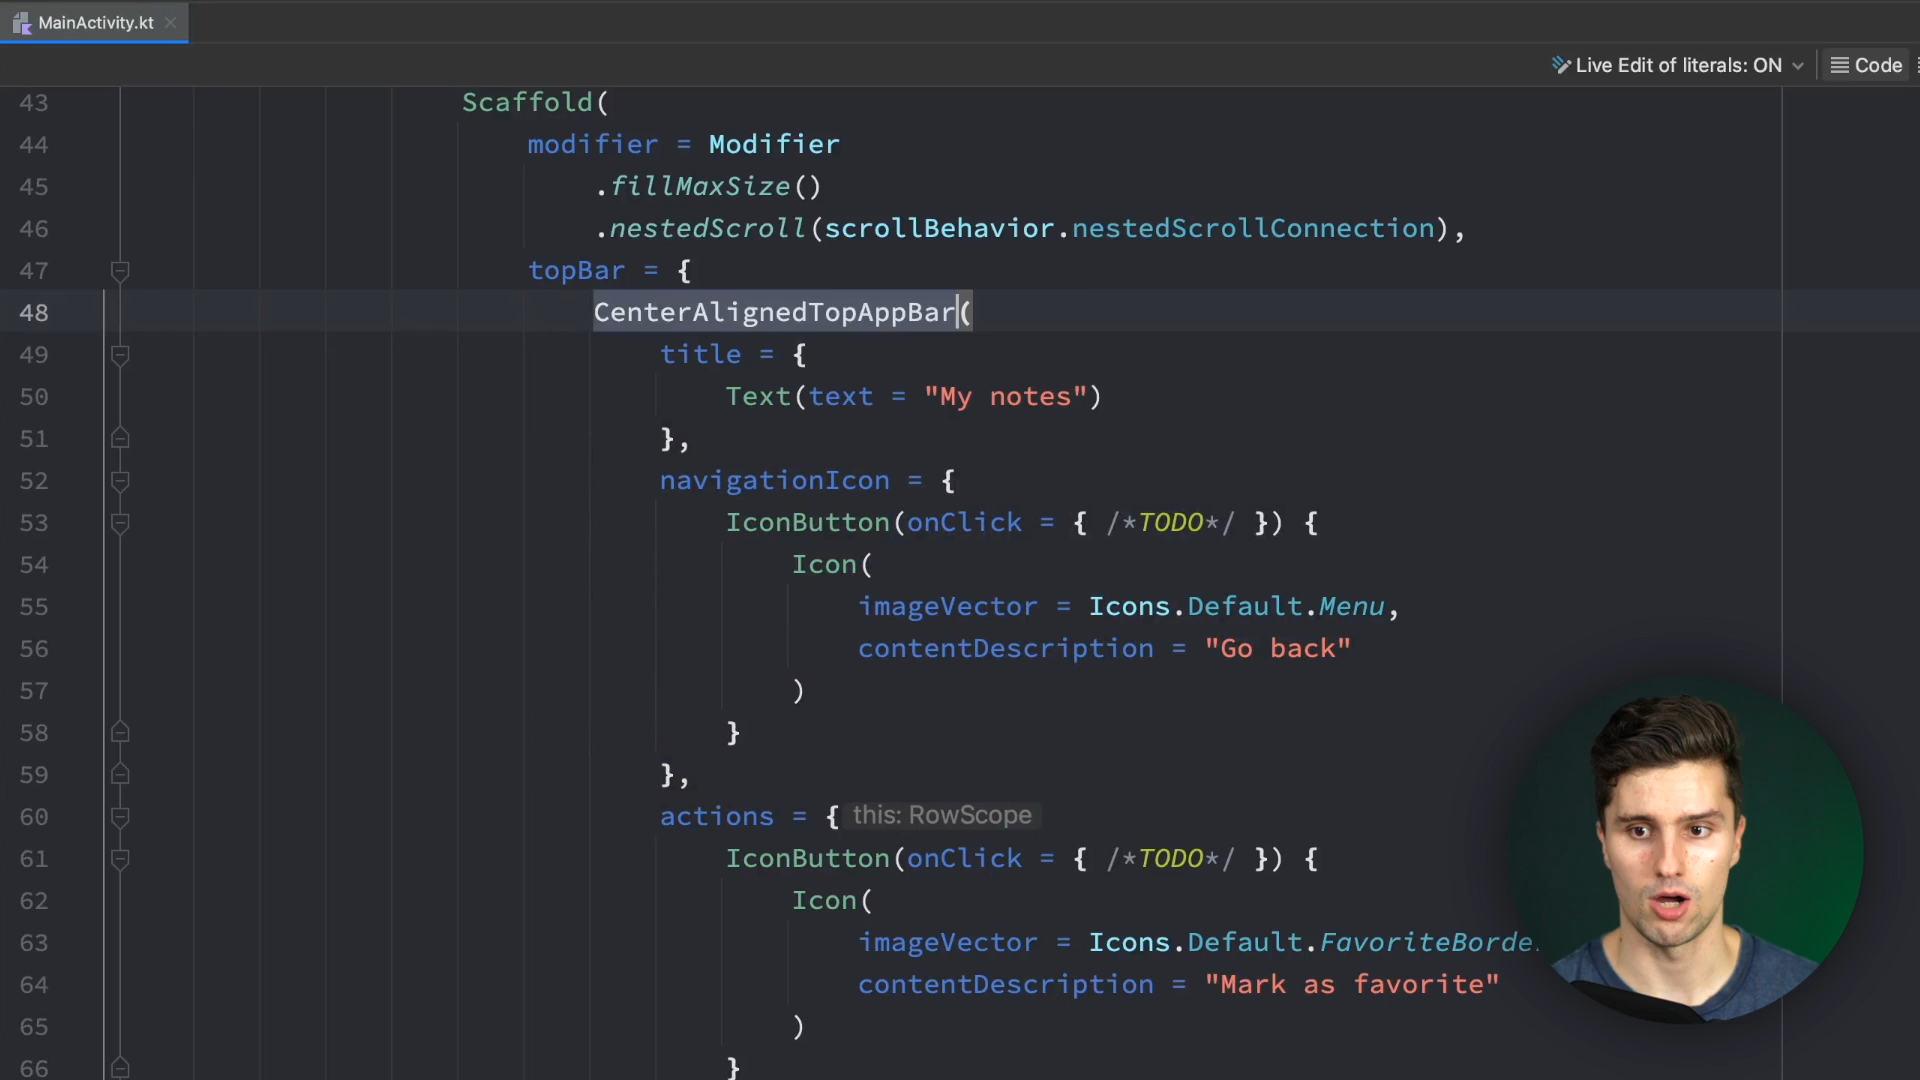 MainActivity.kt
Live Edit of literals: ON
Code
43 Scaffold(
44 modifier = Modifier
45 .fillMaxSize()
46 .nestedScroll(scrollBehavior.nestedScrollConnection),
47 topBar = {
48 CenterAlignedTopAppBar(
49 title = {
50 Text(text = "My notes")
51 },
52 navigationIcon = {
53 IconButton(onClick = { /*TODO*/ }) {
54 Icon(
55 imageVector = Icons.Default.Menu,
56 contentDescription = "Go back"
57 )
58 }
59 },
60 actions = { this: RowScope
61 IconButton(onClick = { /*TODO*/ }) {
62 Icon(
63 imageVector = Icons.Default.FavoriteBorde
64 contentDescription = "Mark as favorite"
65 )
66 }